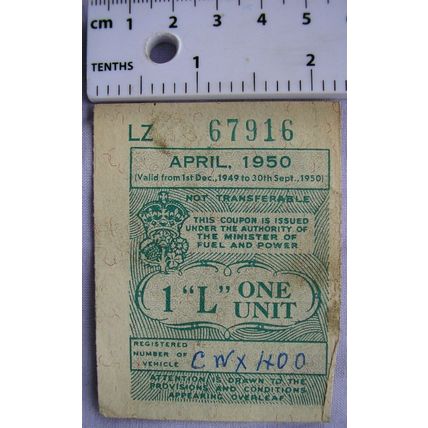 cm 1 2 3 4 5 6
TENTHS 1 2
LZ 67916
APRIL, 1950
(Valid from 1st Dec., 1949 to 30th Sept., 1950)
NOT TRANSFERABLE
THIS COUPON IS ISSUED
UNDER THE AUTHORITY OF
THE MINISTER OF
FUEL AND POWER
1 "L" ONE
UNIT
REGISTERED
NUMBER OF
VEHICLE CWX 400
ATTENTION IS DRAWN TO THE
PROVISIONS AND CONDITIONS
APPEARING OVERLEAF